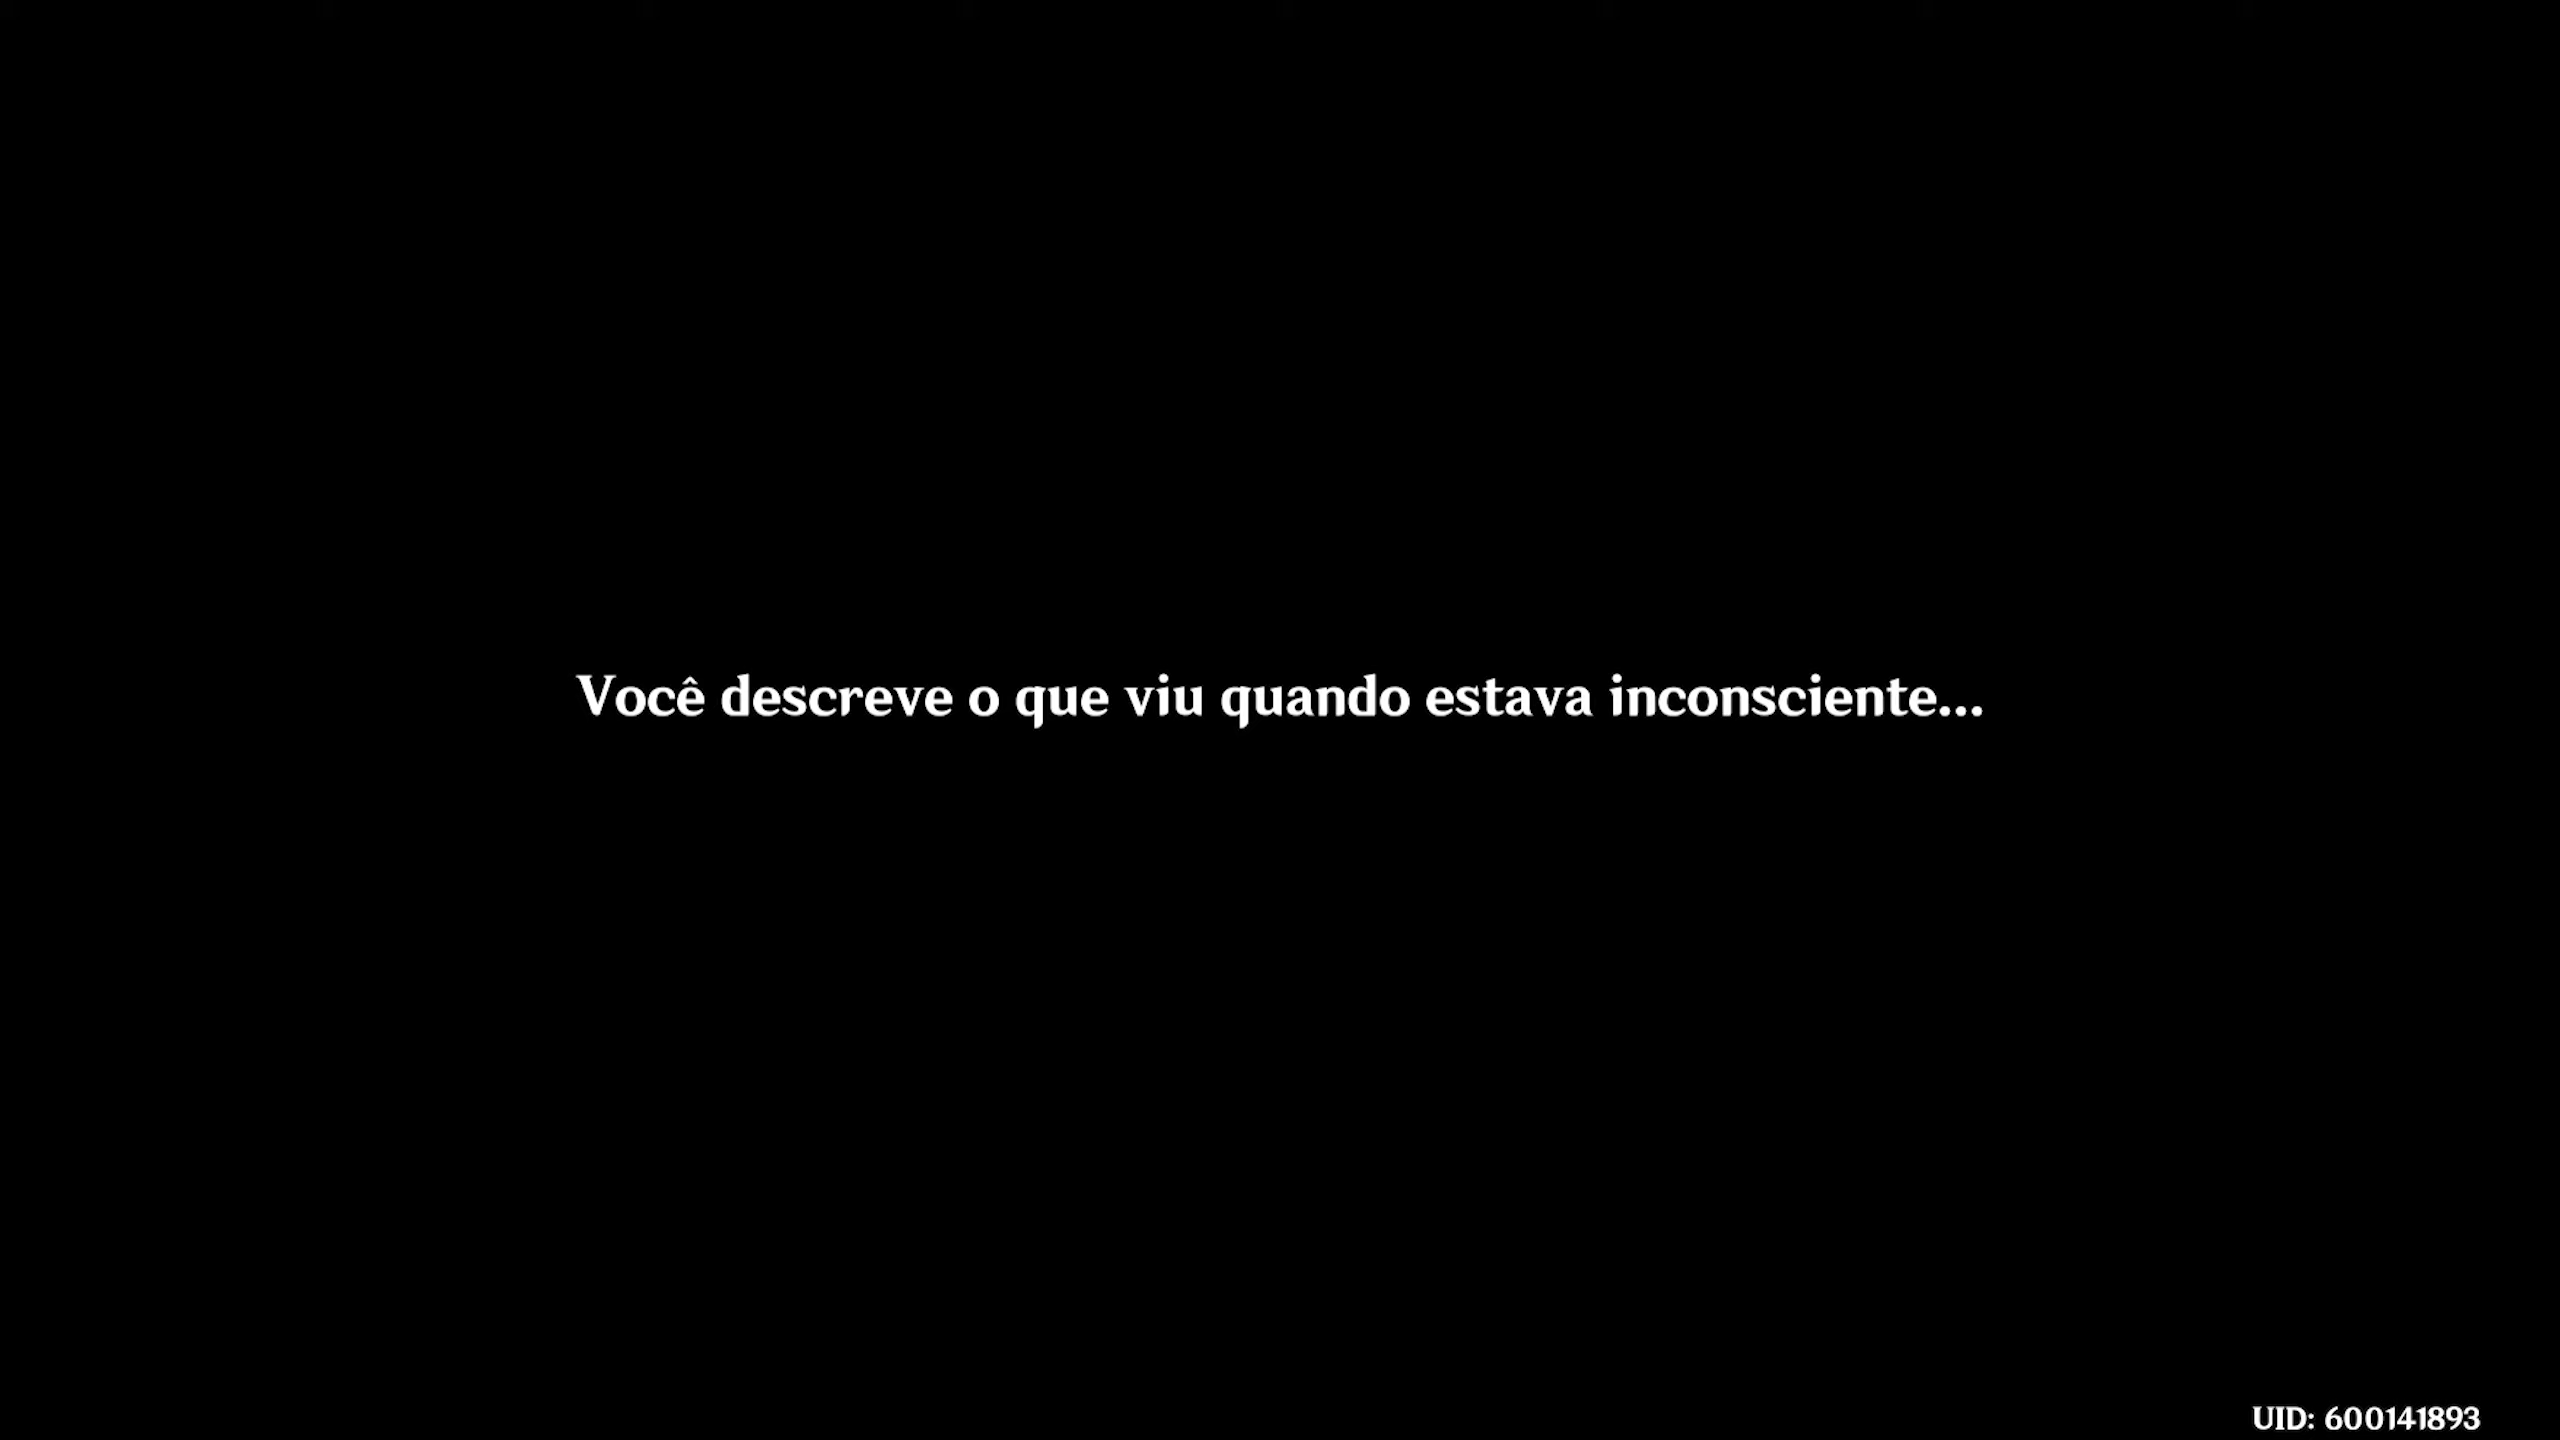 Você descreve o que viu quando estava inconsciente...
UID: 600141893